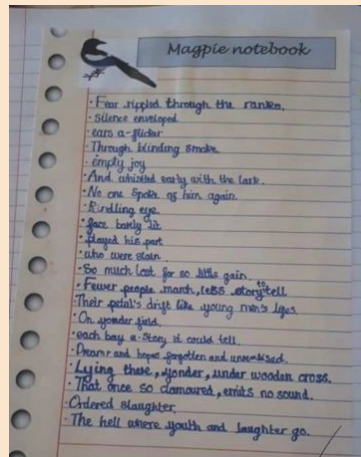 Magpie notebook
· Fear rippled through the ranks.
· silence enveloped
· ears a-flicker
· Through blinding smoke
· empty joy
· And whistled early with the lark.
· No one spoke of him again.
· Kindling eye
· face barely lit
· played his part
· who were slain
· So much lost for so little gain.
· Fewer people march, less story to tell
· Their petal's drift like young men's lives.
· On yonder field
· each boy a story it could tell.
· Dreams and hopes forgotten and
· Lying there, yonder, under wooden cross.
· That once so clamoured, emits no sound.
· Ordered slaughter.
· The hell where youth and laughter go.